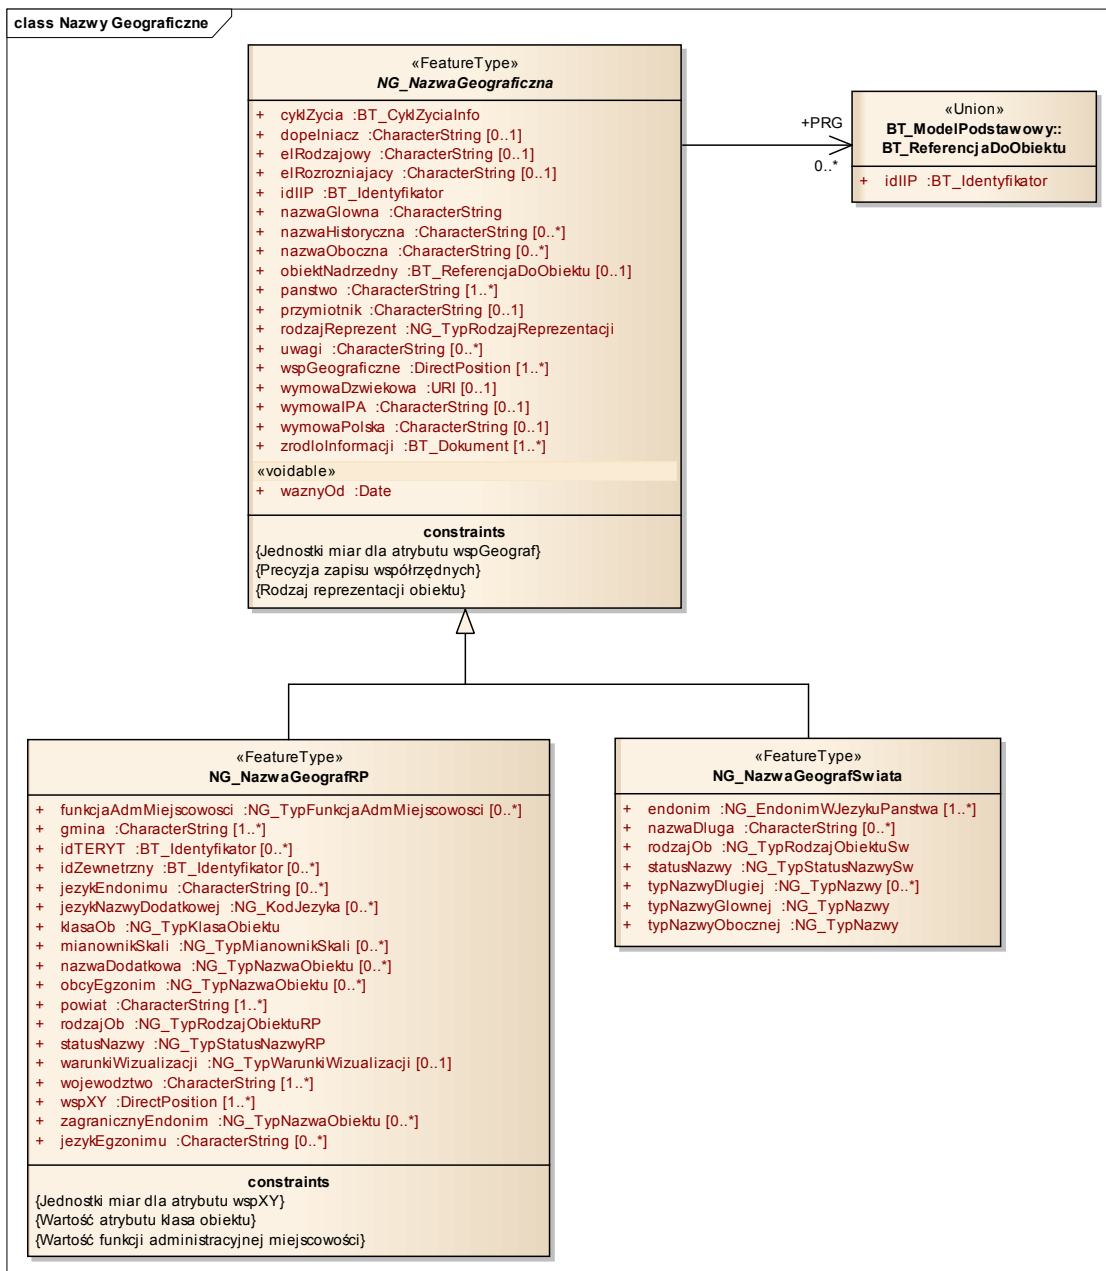 class Nazwy Geograficzne
«FeatureType»
NG_NazwaGeograficzna
+ cyklZycia :BT_CyklZyciaInfo
+ dopelniacz :CharacterString [0..1]
+ elRodzajowy :CharacterString [0..1]
+ elRozrozniajacy :CharacterString [0..1]
+ idIIP :BT_Identyfikator
+ nazwaGlowna :CharacterString
+ nazwaHistoryczna :CharacterString [0..*]
+ nazwaOboczna :CharacterString [0..*]
+ obiektNadrzedny :BT_ReferencjaDoObiektu [0..1]
+ panstwo :CharacterString [1..*]
+ przymiotnik :CharacterString [0..1]
+ rodzajReprezent :NG_TypRodzajReprezentacji
+ uwagi :CharacterString [0..*]
+ wspGeograficzne :DirectPosition [1..*]
+ wymowaDzwiekowa :URI [0..1]
+ wymowaIPA :CharacterString [0..1]
+ wymowaPolska :CharacterString [0..1]
+ zrodloInformacji :BT_Dokument [1..*]
«voidable»
+ waznyOd :Date
constraints
{Jednostki miar dla atrybutu wspGeograf}
{Precyzja zapisu współrzędnych}
{Rodzaj reprezentacji obiektu}
+PRG
0..*
«Union»
BT_ModelPodstawowy::
BT_ReferencjaDoObiektu
+ idIIP :BT_Identyfikator
«FeatureType»
NG_NazwaGeografRP
+ funkcjaAdmMiejscowosci :NG_TypFunkcjaAdmMiejscowosci [0..*]
+ gmina :CharacterString [1..*]
+ idTERYT :BT_Identyfikator [0..*]
+ idZewnetrzny :BT_Identyfikator [0..*]
+ jezykEndonimu :CharacterString [0..*]
+ jezykNazwyDodatkowej :NG_KodJezyka [0..*]
+ klasaOb :NG_TypKlasaObiektu
+ mianownikSkali :NG_TypMianownikSkali [0..*]
+ nazwaDodatkowa :NG_TypNazwaObiektu [0..*]
+ obcyEgzonim :NG_TypNazwaObiektu [0..*]
+ powiat :CharacterString [1..*]
+ rodzajOb :NG_TypRodzajObiektuRP
+ statusNazwy :NG_TypStatusNazwyRP
+ warunkiWizualizacji :NG_TypWarunkiWizualizacji [0..1]
+ wojewodztwo :CharacterString [1..*]
+ wspXY :DirectPosition [1..*]
+ zagranicznyEndonim :NG_TypNazwaObiektu [0..*]
+ jezykEgzonimu :CharacterString [0..*]
constraints
{Jednostki miar dla atrybutu wspXY}
{Wartość atrybutu klasa obiektu}
{Wartość funkcji administracyjnej miejscowości}
«FeatureType»
NG_NazwaGeografSwiata
+ endonim :NG_EndonimWJezykuPanstwa [1..*]
+ nazwaDluga :CharacterString [0..*]
+ rodzajOb :NG_TypRodzajObiektuSw
+ statusNazwy :NG_TypStatusNazwySw
+ typNazwyDlugiej :NG_TypNazwy [0..*]
+ typNazwyGlownej :NG_TypNazwy
+ typNazwyObocznej :NG_TypNazwy